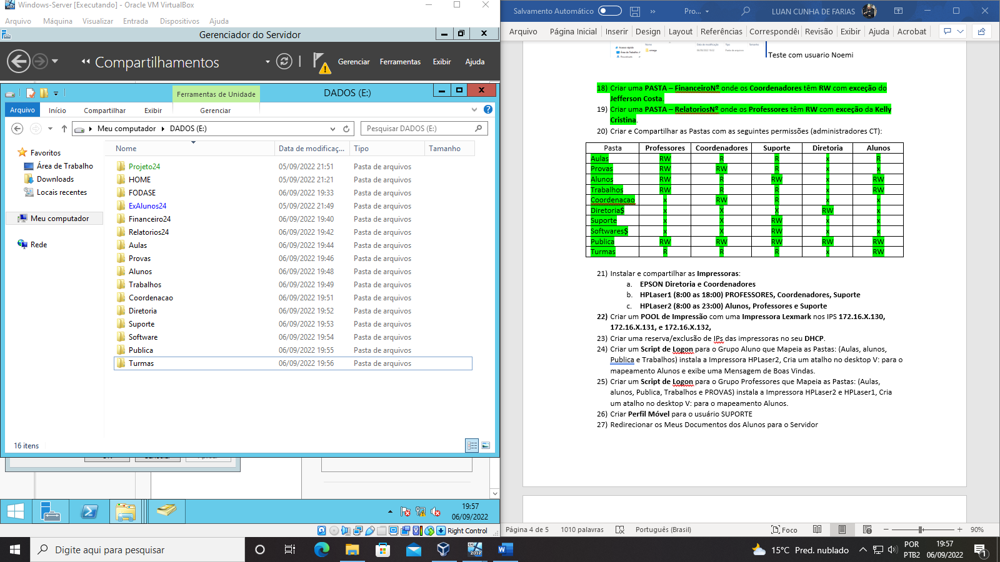 Windows-Server [Executando] - Oracle VM VirtualBox
Arquivo Máquina Visualizar Entrada Dispositivos Ajuda
Gerenciador do Servidor
Compartilhamentos
Gerenciar Ferramentas Exibir Ajuda
Ferramentas de Unidade
DADOS (E:)
Arquivo Início Compartilhar Exibir Gerenciar
Meu computador DADOS (E:)
Pesquisar DADOS (E:)
Favoritos
Área de Trabalho
Downloads
Locais recentes
Meu computador
Rede
Nome Data de modificaç... Tipo Tamanho
Projeto24 05/09/2022 21:51 Pasta de arquivos
HOME 05/09/2022 21:21 Pasta de arquivos
FODASE 06/09/2022 19:33 Pasta de arquivos
ExAlunos24 05/09/2022 21:49 Pasta de arquivos
Financeiro24 06/09/2022 19:40 Pasta de arquivos
Relatorios24 06/09/2022 19:42 Pasta de arquivos
Aulas 06/09/2022 19:44 Pasta de arquivos
Provas 06/09/2022 19:46 Pasta de arquivos
Alunos 06/09/2022 19:48 Pasta de arquivos
Trabalhos 06/09/2022 19:49 Pasta de arquivos
Coordenacao 06/09/2022 19:51 Pasta de arquivos
Diretoria 06/09/2022 19:52 Pasta de arquivos
Suporte 06/09/2022 19:53 Pasta de arquivos
Software 06/09/2022 19:54 Pasta de arquivos
Publica 06/09/2022 19:55 Pasta de arquivos
Turmas 06/09/2022 19:56 Pasta de arquivos
16 itens
19:57
06/09/2022
Right Control
Salvamento Automático
Pro...
LUAN CUNHA DE FARIAS
Arquivo Página Inicial Inserir Design Layout Referências Correspondên Revisão Exibir Ajuda Acrobat
Teste com usuario Noemi
18) Criar uma PASTA – FinanceiroNº onde os Coordenadores têm RW com exceção do
Jefferson Costa.
19) Criar uma PASTA – RelatoriosNº onde os Professores têm RW com exceção da Kelly
Cristina.
20) Criar e Compartilhar as Pastas com as seguintes permissões (administradores CT):
Pasta Professores Coordenadores Suporte Diretoria Alunos
Aulas RW R R x R
Provas RW RW R x x
Alunos RW R RW x RW
Trabalhos RW R R x RW
Coordenacao x RW R x x
Diretoria$ x X X RW x
Suporte x X RW x x
Softwares$ x X RW x x
Publica RW RW RW RW RW
Turmas R R R x RW
21) Instalar e compartilhar as Impressoras:
a. EPSON Diretoria e Coordenadores
b. HPLaser1 (8:00 as 18:00) PROFESSORES, Coordenadores, Suporte
c. HPLaser2 (8:00 as 23:00) Alunos, Professores e Suporte
22) Criar um POOL de Impressão com uma Impressora Lexmark nos IPS 172.16.X.130,
172.16.X.131, e 172.16.X.132,
23) Criar uma reserva/exclusão de IPs das impressoras no seu DHCP.
24) Criar um Script de Logon para o Grupo Aluno que Mapeia as Pastas: (Aulas, alunos,
Publica e Trabalhos) instala a Impressora HPLaser2, Cria um atalho no desktop V: para o
mapeamento Alunos e exibe uma Mensagem de Boas Vindas.
25) Criar um Script de Logon para o Grupo Professores que Mapeia as Pastas: (Aulas,
alunos, Publica, Trabalhos e PROVAS) instala a Impressora HPLaser2 e HPLaser1, Cria
um atalho no desktop V: para o mapeamento Alunos.
26) Criar Perfil Móvel para o usuário SUPORTE
27) Redirecionar os Meus Documentos dos Alunos para o Servidor
Página 4 de 5 1010 palavras Português (Brasil) Foco 90%
Digite aqui para pesquisar
15°C Pred. nublado
POR
PTB2
19:57
06/09/2022
1